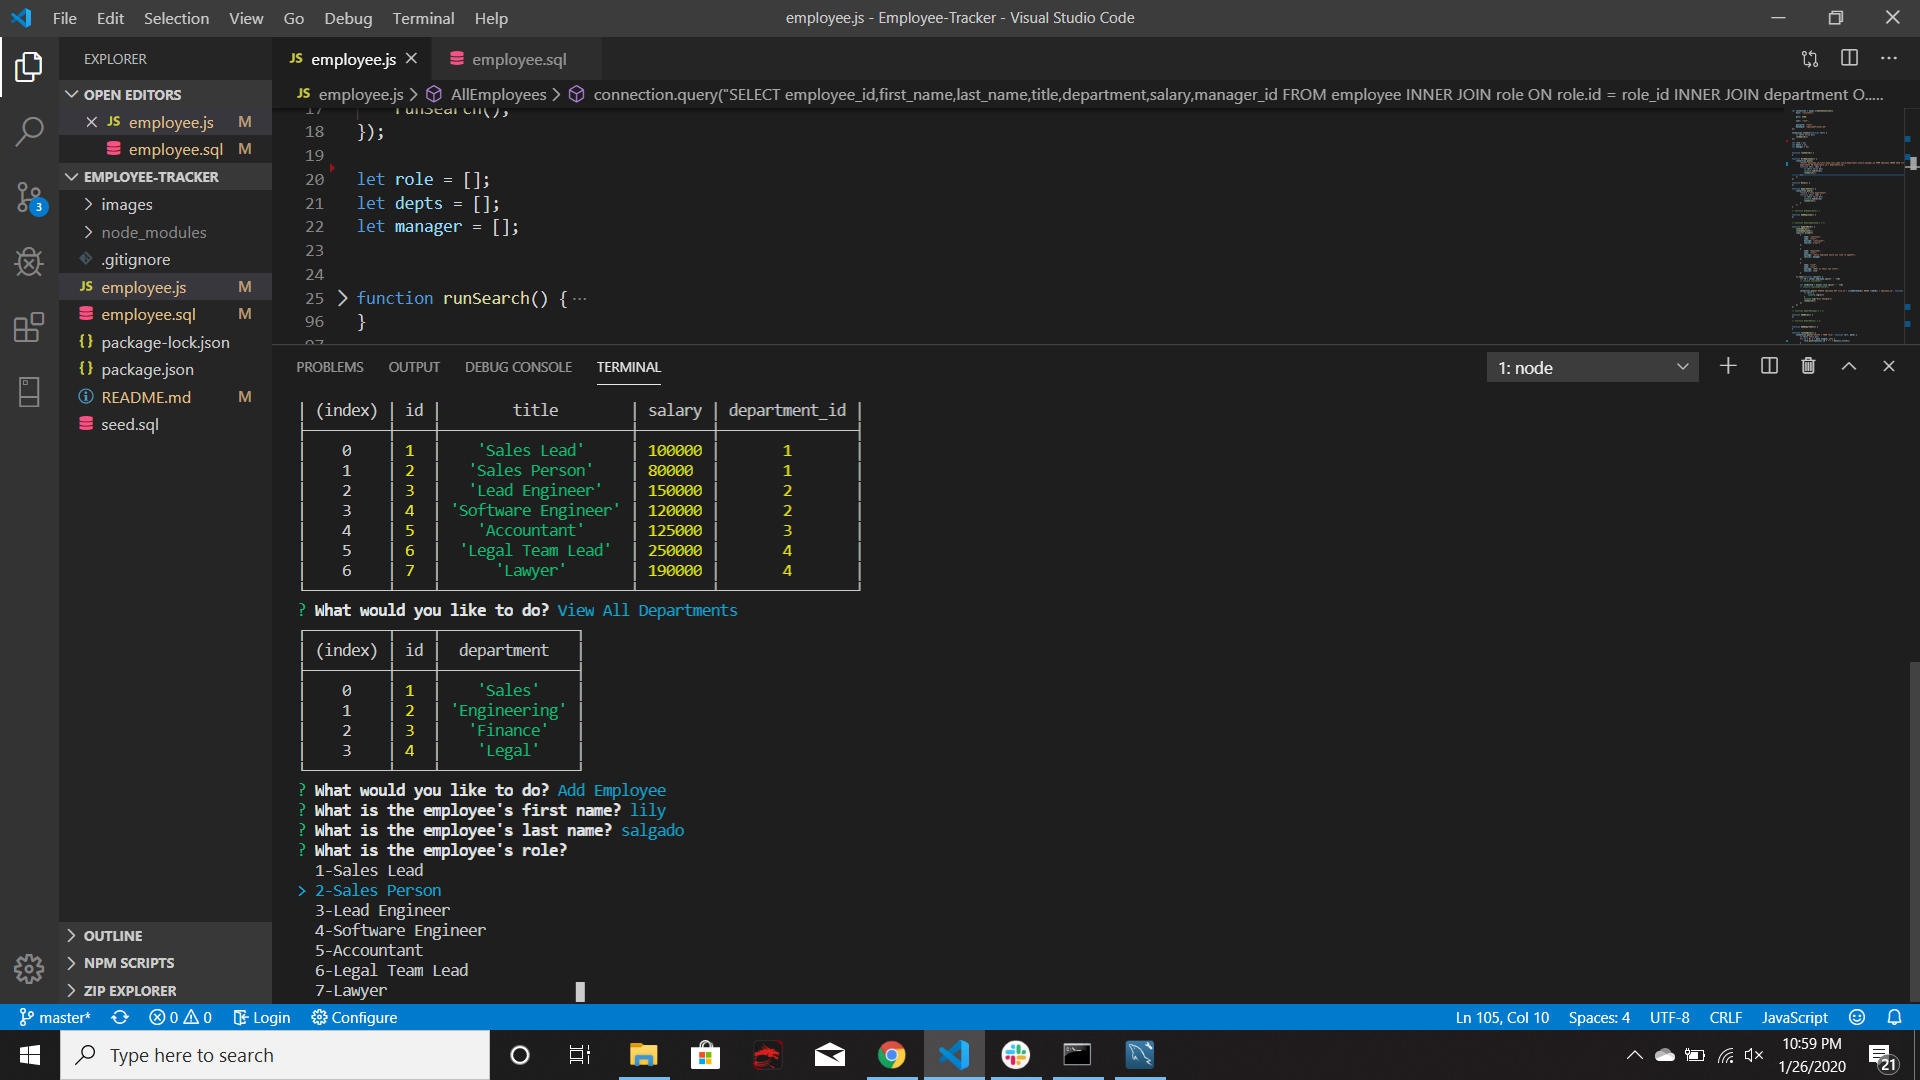 File Edit Selection View Go Debug Terminal Help
employee.js - Employee-Tracker - Visual Studio Code
EXPLORER
OPEN EDITORS
employee.js M
employee.sql M
EMPLOYEE-TRACKER
images
node_modules
.gitignore
JS employee.js M
employee.sql M
{} package-lock.json
{} package.json
README.md M
seed.sql
OUTLINE
NPM SCRIPTS
ZIP EXPLORER
3
JS employee.js employee.sql
JS employee.js > AllEmployees > connection.query("SELECT employee_id,first_name,last_name,title,department,salary,manager_id FROM employee INNER JOIN role ON role.id = role_id INNER JOIN department O......
17 runSearch();
18 });
19
20 let role = [];
21 let depts = [];
22 let manager = [];
23
24
25 function runSearch() { ...
96 }
97
PROBLEMS OUTPUT DEBUG CONSOLE TERMINAL 1: node
(index) id title salary department_id
0 1 'Sales Lead' 100000 1
1 2 'Sales Person' 80000 1
2 3 'Lead Engineer' 150000 2
3 4 'Software Engineer' 120000 2
4 5 'Accountant' 125000 3
5 6 'Legal Team Lead' 250000 4
6 7 'Lawyer' 190000 4
? What would you like to do? View All Departments
(index) id department
0 1 'Sales'
1 2 'Engineering'
2 3 'Finance'
3 4 'Legal'
? What would you like to do? Add Employee
? What is the employee's first name? lily
? What is the employee's last name? salgado
? What is the employee's role?
1-Sales Lead
> 2-Sales Person
3-Lead Engineer
4-Software Engineer
5-Accountant
6-Legal Team Lead
7-Lawyer
master* 0 0 Login Configure Ln 105, Col 10 Spaces: 4 UTF-8 CRLF JavaScript
Type here to search
10:59 PM
1/26/2020
21